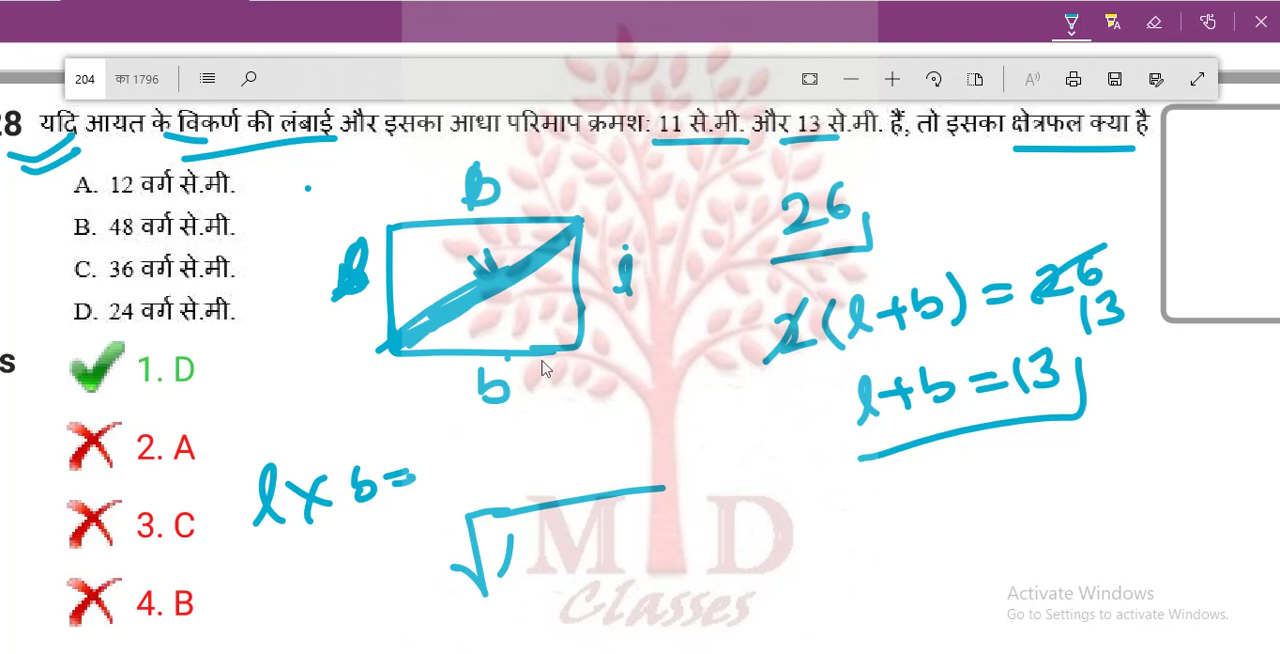 204 का 1796
28 यदि आयत के विकर्ण की लंबाई और इसका आधा परिमाप क्रमश: 11 से.मी. और 13 से.मी. हैं, तो इसका क्षेत्रफल क्या है
A. 12 वर्ग से.मी.
B. 48 वर्ग से.मी.
C. 36 वर्ग से.मी.
D. 24 वर्ग से.मी.
b
l
l
b
26
2(l+b) = 26
13
l+b = 13
s
1. D
2. A
3. C
4. B
l x b =
√1
M D
Classes
Activate Windows
Go to Settings to activate Windows.